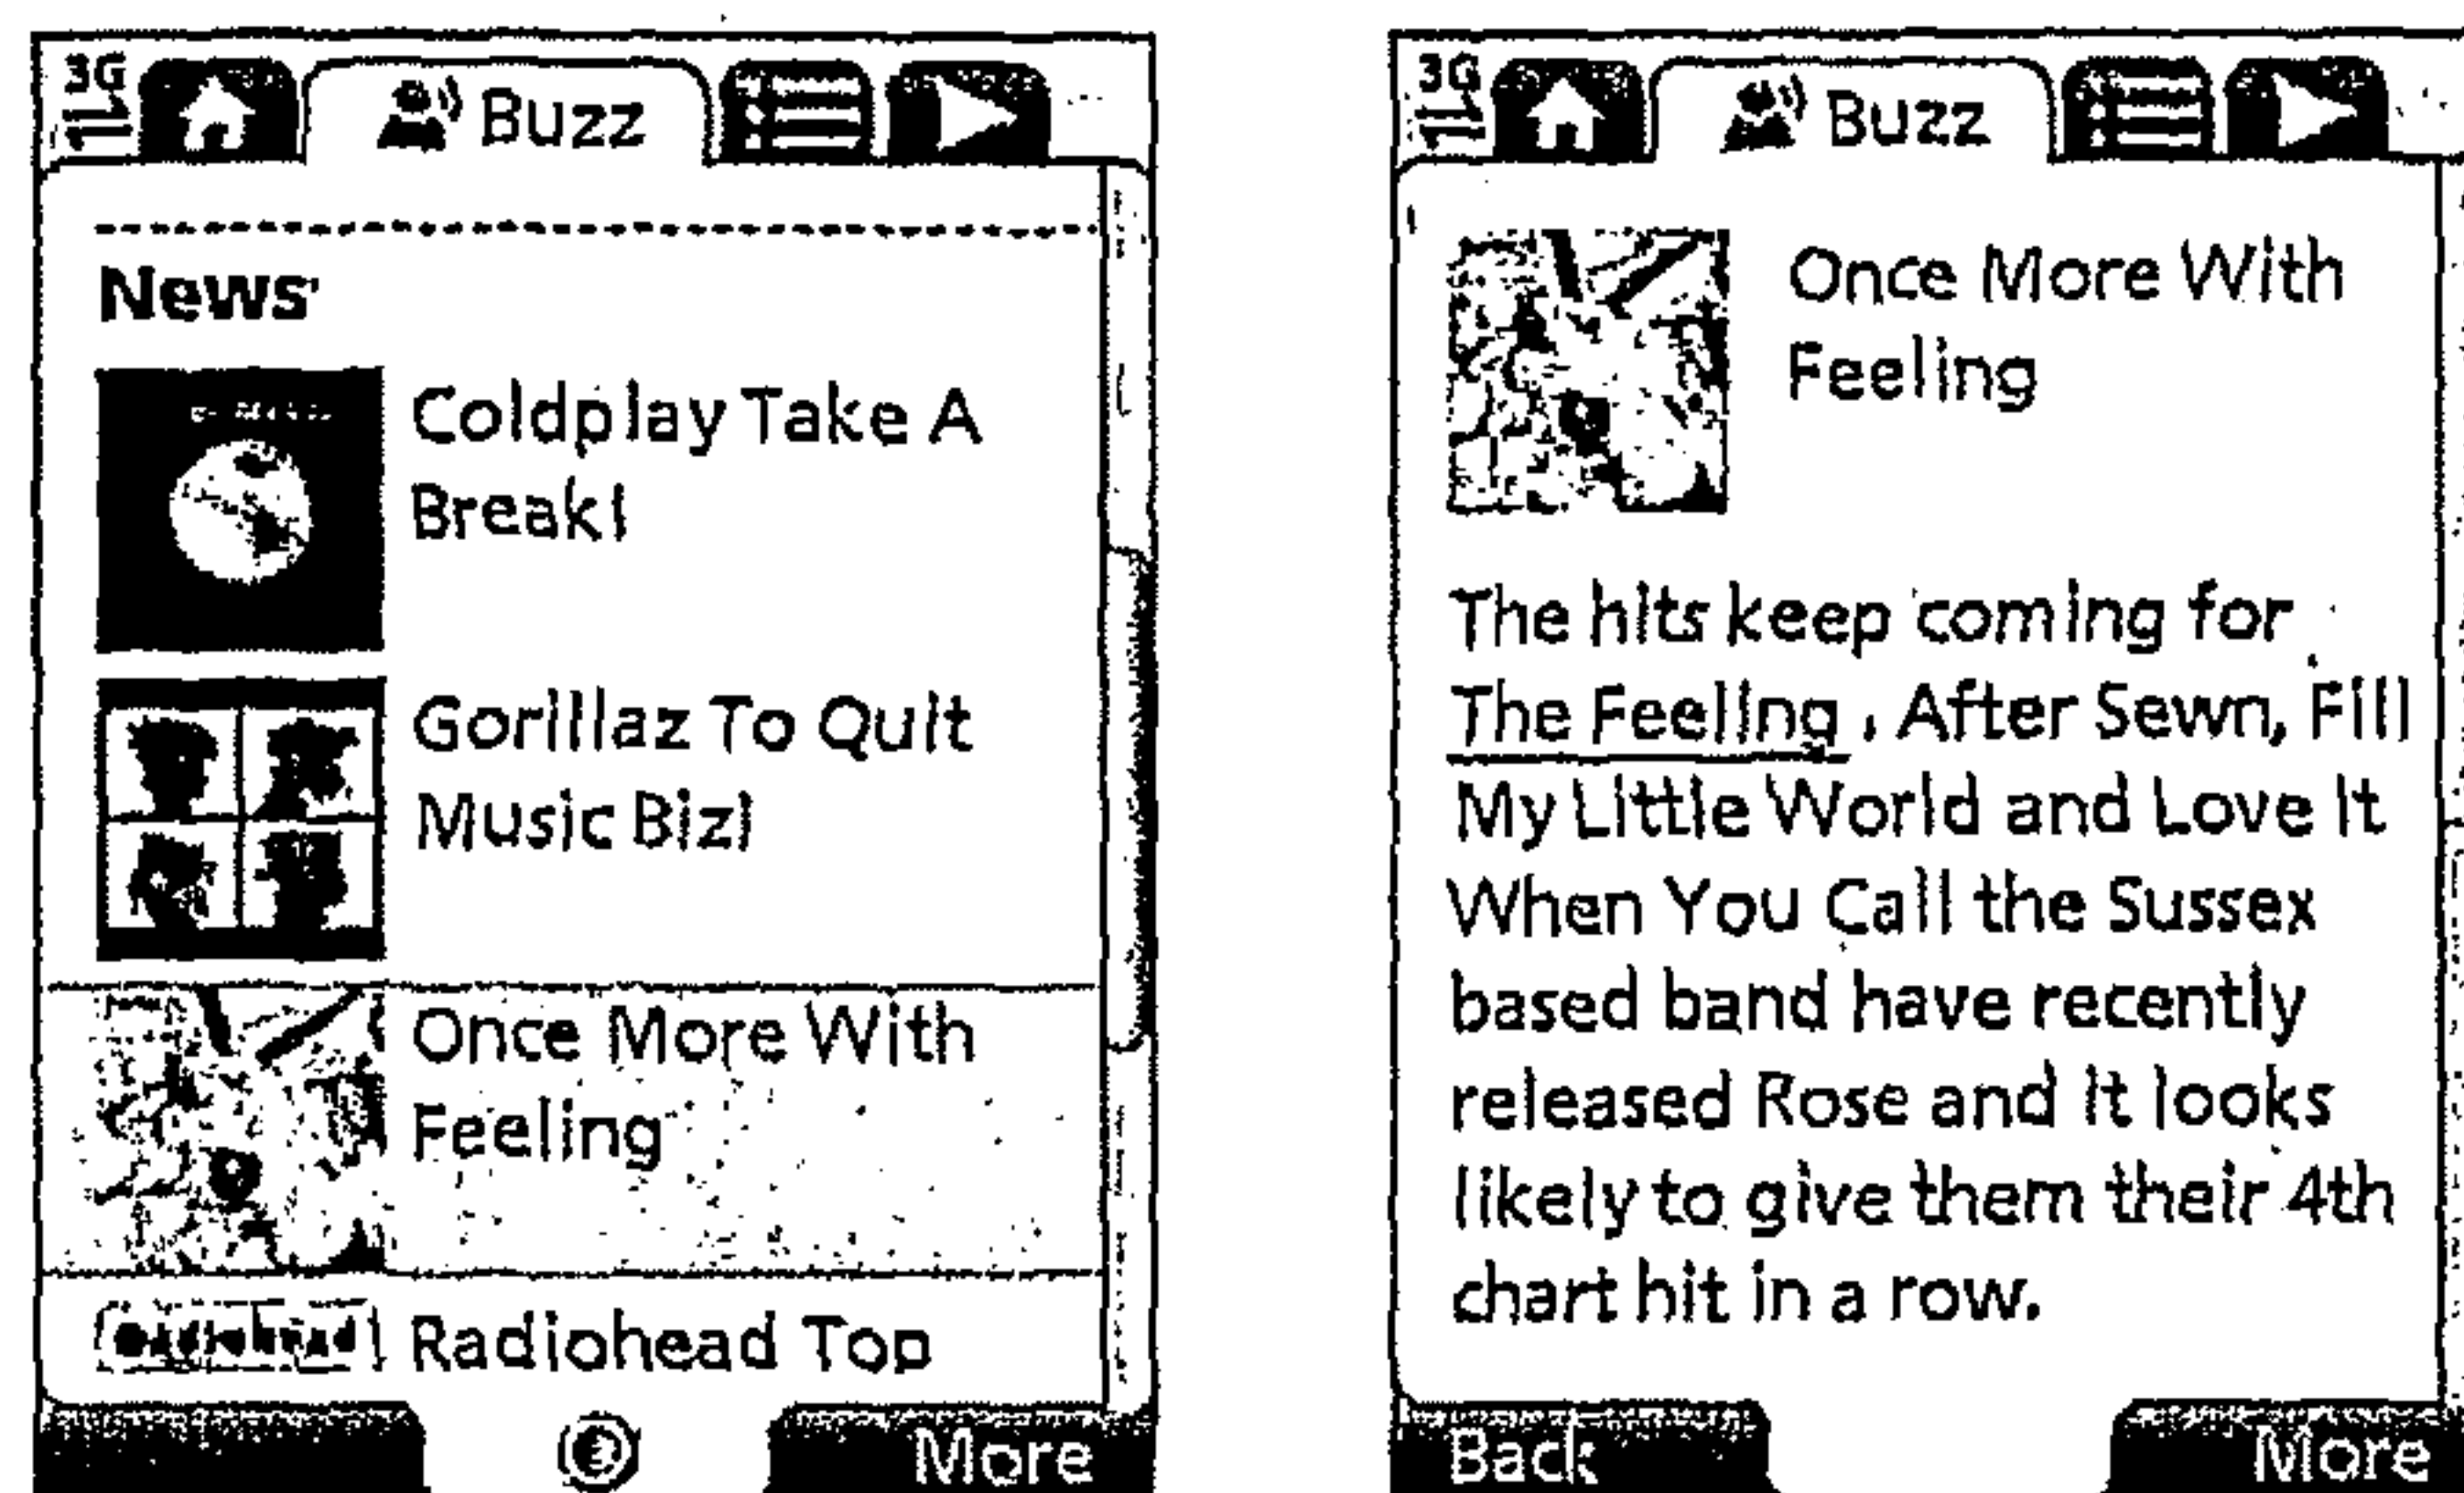 3G
Buzz
News
Coldplay Take A
Break!
Gorillaz To Quit
Music Biz!
Once More With
Feeling
Radiohead Top
More
3G
Buzz
Once More With
Feeling
The hits keep coming for
The Feeling . After Sewn, Fill
My Little World and Love It
When You Call the Sussex
based band have recently
released Rose and it looks
likely to give them their 4th
chart hit in a row.
Back
More